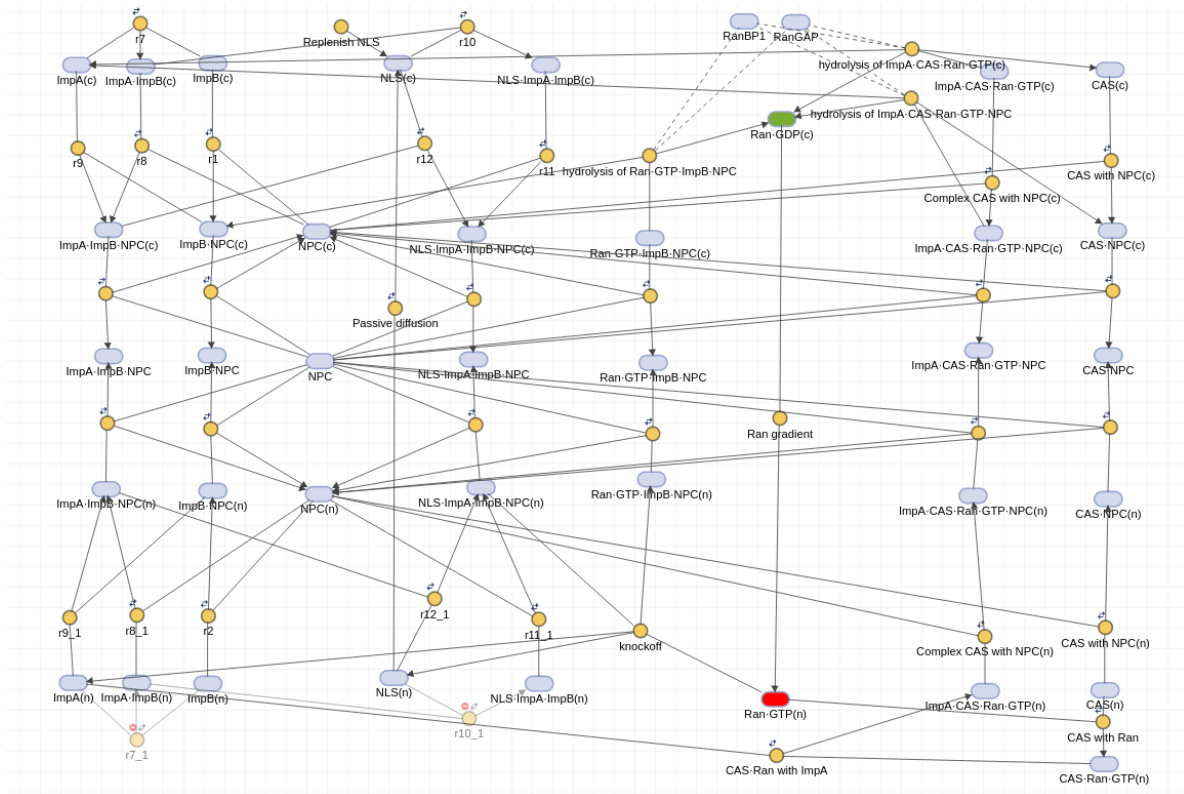 r7
Replenish NLS
r10
RanBP1
RanGAP
ImpA(c)
ImpA·ImpB(c)
ImpB(c)
NLS(c)
NLS·ImpA·ImpB(c)
hydrolysis of ImpA·CAS·Ran·GTP(c)
ImpA·CAS·Ran·GTP(c)
CAS(c)
hydrolysis of ImpA·CAS·Ran·GTP·NPC
Ran·GDP(c)
r9
r8
r1
r12
r11
hydrolysis of Ran·GTP·ImpB·NPC
CAS with NPC(c)
Complex CAS with NPC(c)
ImpA·ImpB·NPC(c)
ImpB·NPC(c)
NPC(c)
NLS·ImpA·ImpB·NPC(c)
Ran·GTP·ImpB·NPC(c)
ImpA·CAS·Ran·GTP·NPC(c)
CAS·NPC(c)
Passive diffusion
ImpA·ImpB·NPC
ImpB·NPC
NPC
NLS·ImpA·ImpB·NPC
Ran·GTP·ImpB·NPC
ImpA·CAS·Ran·GTP·NPC
CAS·NPC
Ran gradient
ImpA·ImpB·NPC(n)
ImpB·NPC(n)
NPC(n)
NLS·ImpA·ImpB·NPC(n)
Ran·GTP·ImpB·NPC(n)
ImpA·CAS·Ran·GTP·NPC(n)
CAS·NPC(n)
r9_1
r8_1
r2
r12_1
r11_1
knockoff
Complex CAS with NPC(n)
CAS with NPC(n)
ImpA(n)
ImpA·ImpB(n)
ImpB(n)
NLS(n)
NLS·ImpA·ImpB(n)
Ran·GTP(n)
ImpA·CAS·Ran·GTP(n)
CAS(n)
r7_1
r10_1
CAS with Ran
CAS·Ran with ImpA
CAS·Ran·GTP(n)